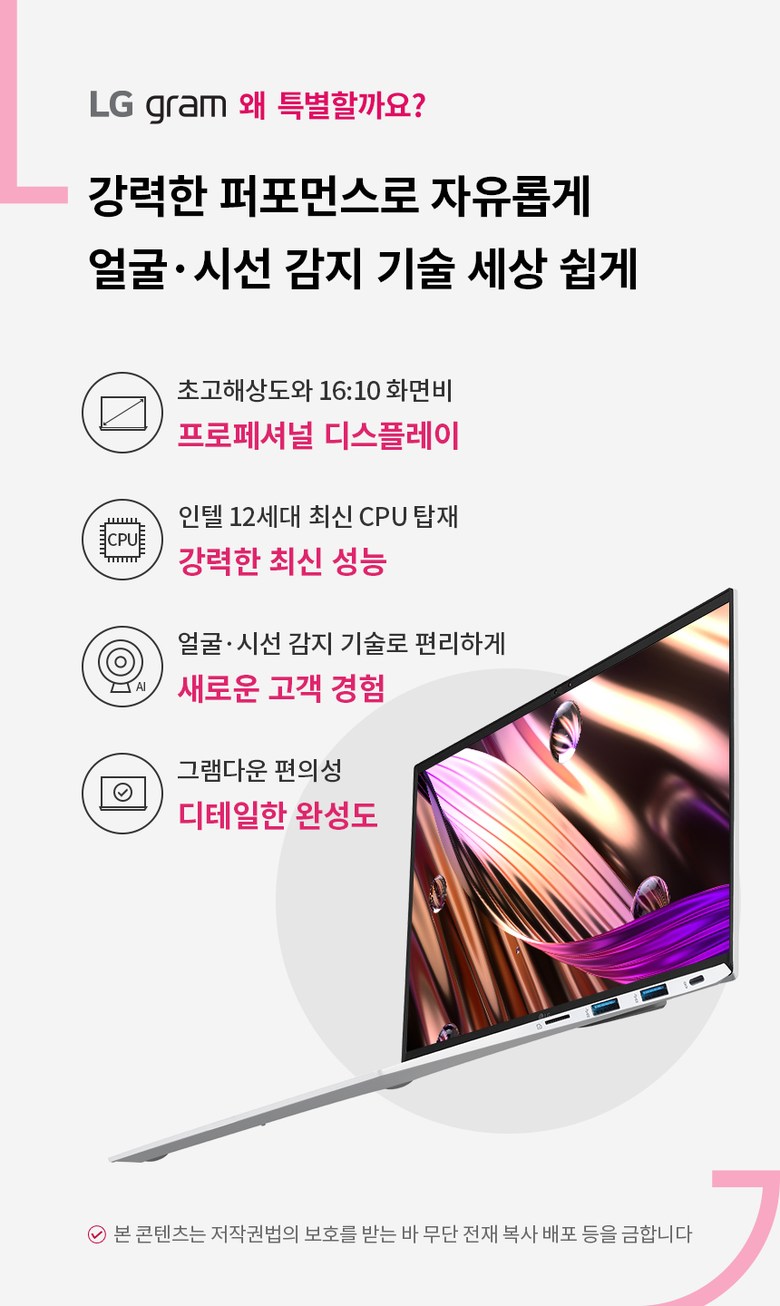 LG gram 왜 특별할까요?
강력한 퍼포먼스로 자유롭게
얼굴·시선 감지 기술 세상 쉽게
초고해상도와 16:10 화면비
프로페셔널 디스플레이
CPU
인텔 12세대 최신 CPU 탑재
강력한 최신 성능
AI
얼굴·시선 감지 기술로 편리하게
새로운 고객 경험
그램다운 편의성
디테일한 완성도
본 콘텐츠는 저작권법의 보호를 받는 바 무단 전재 복사 배포 등을 금합니다